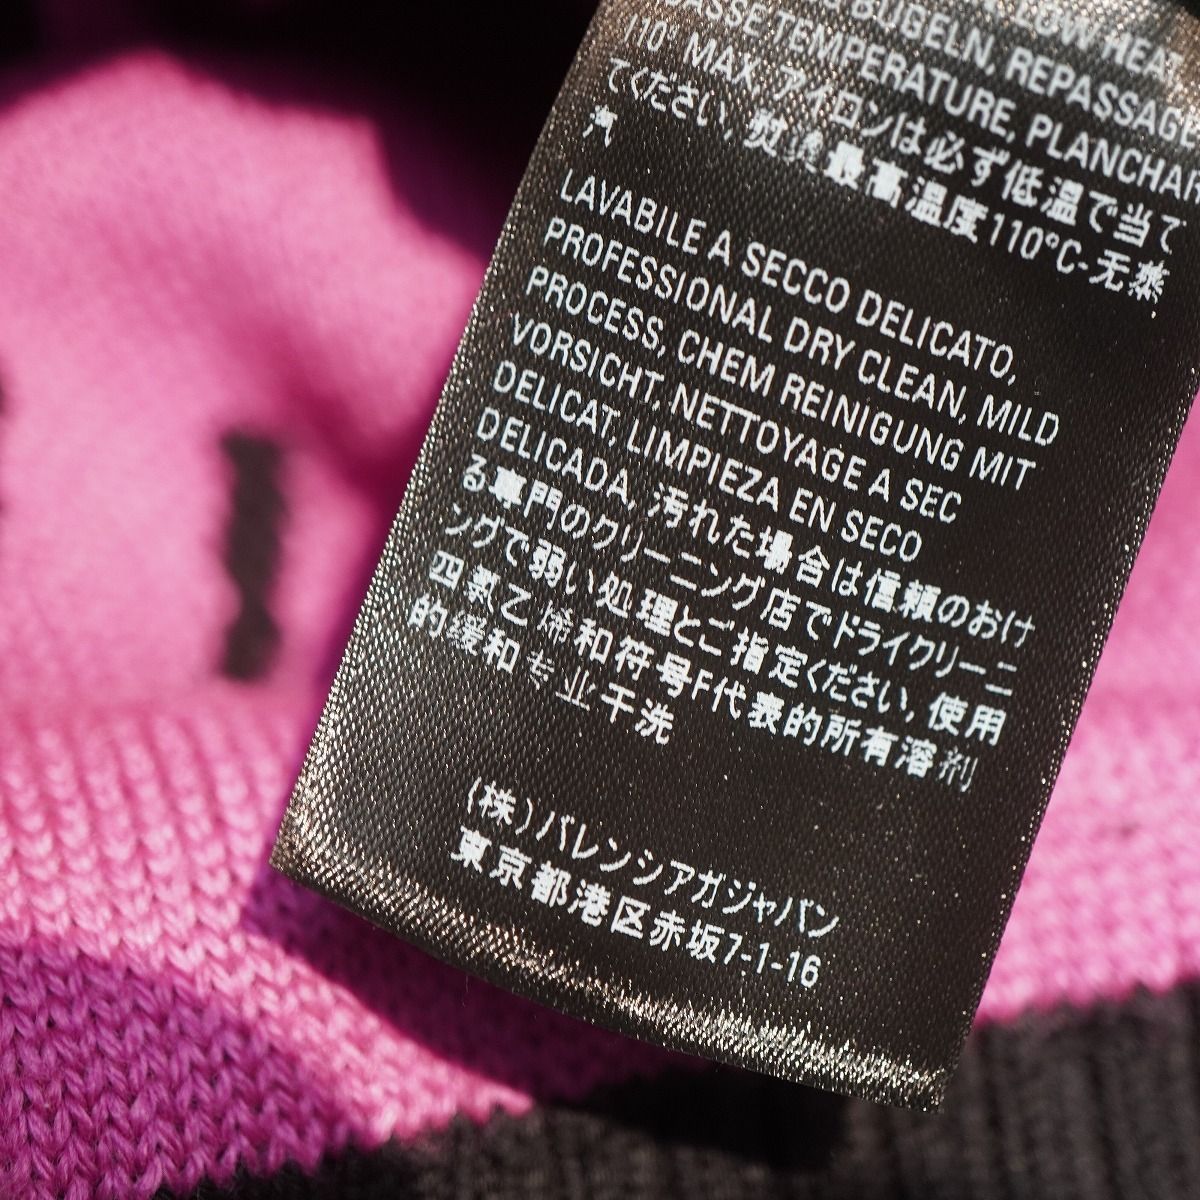 BÜGELN, REPASSAGE
BASSE TEMPERATURE, PLANCHAR
110° MAX, アイロンは必ず低温で当て
てください, 熨烫最高温度110°C-无蒸
汽
LAVABILE A SECCO DELICATO,
PROFESSIONAL DRY CLEAN, MILD
PROCESS, CHEM REINIGUNG MIT
VORSICHT, NETTOYAGE A SEC
DELICAT, LIMPIEZA EN SECO
DELICADA, 汚れた場合は信頼のおけ
る専門のクリーニング店でドライクリーニ
ングで弱い処理とご指定ください, 使用
四氯乙烯和符号F代表的所有溶剂
的缓和专业干洗
(株)バレンシアガジャパン
東京都港区赤坂7-1-16